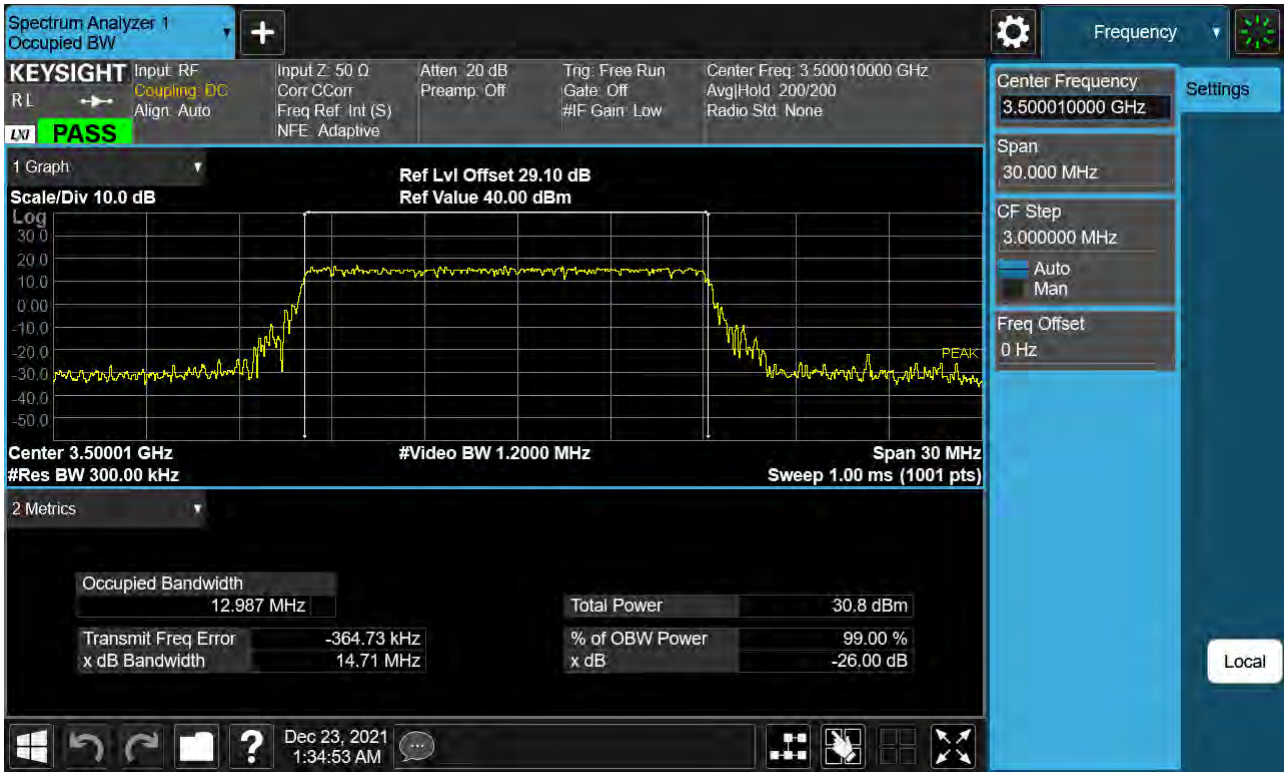 Spectrum Analyzer 1
Occupied BW
Frequency
KEYSIGHT
RL
LXI PASS
Input: RF
Coupling: DC
Align: Auto
Input Z: 50 Ω
Corr CCorr
Freq Ref: Int (S)
NFE: Adaptive
Atten: 20 dB
Preamp: Off
Trig: Free Run
Gate: Off
#IF Gain: Low
Center Freq: 3.500010000 GHz
Avg|Hold: 200/200
Radio Std: None
1 Graph
Scale/Div 10.0 dB
Ref Lvl Offset 29.10 dB
Ref Value 40.00 dBm
Log
30.0
20.0
10.0
0.00
-10.0
-20.0
-30.0
-40.0
-50.0
PEAK
Center 3.50001 GHz
#Video BW 1.2000 MHz
Span 30 MHz
#Res BW 300.00 kHz
Sweep 1.00 ms (1001 pts)
2 Metrics
Occupied Bandwidth
12.987 MHz
Total Power 30.8 dBm
Transmit Freq Error -364.73 kHz
% of OBW Power 99.00 %
x dB Bandwidth 14.71 MHz
x dB -26.00 dB
Center Frequency
3.500010000 GHz
Settings
Span
30.000 MHz
CF Step
3.000000 MHz
Auto
Man
Freq Offset
0 Hz
Local
?
Dec 23, 2021
1:34:53 AM